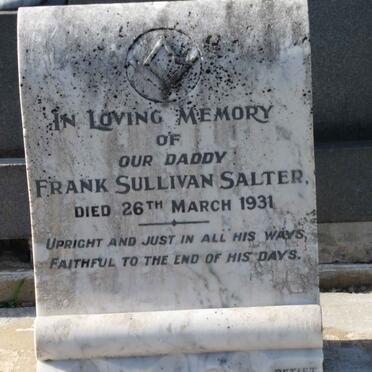 In Loving Memory
of
our daddy
Frank Sullivan Salter,
died 26th March 1931
Upright and just in all his ways,
Faithful to the end of his days.